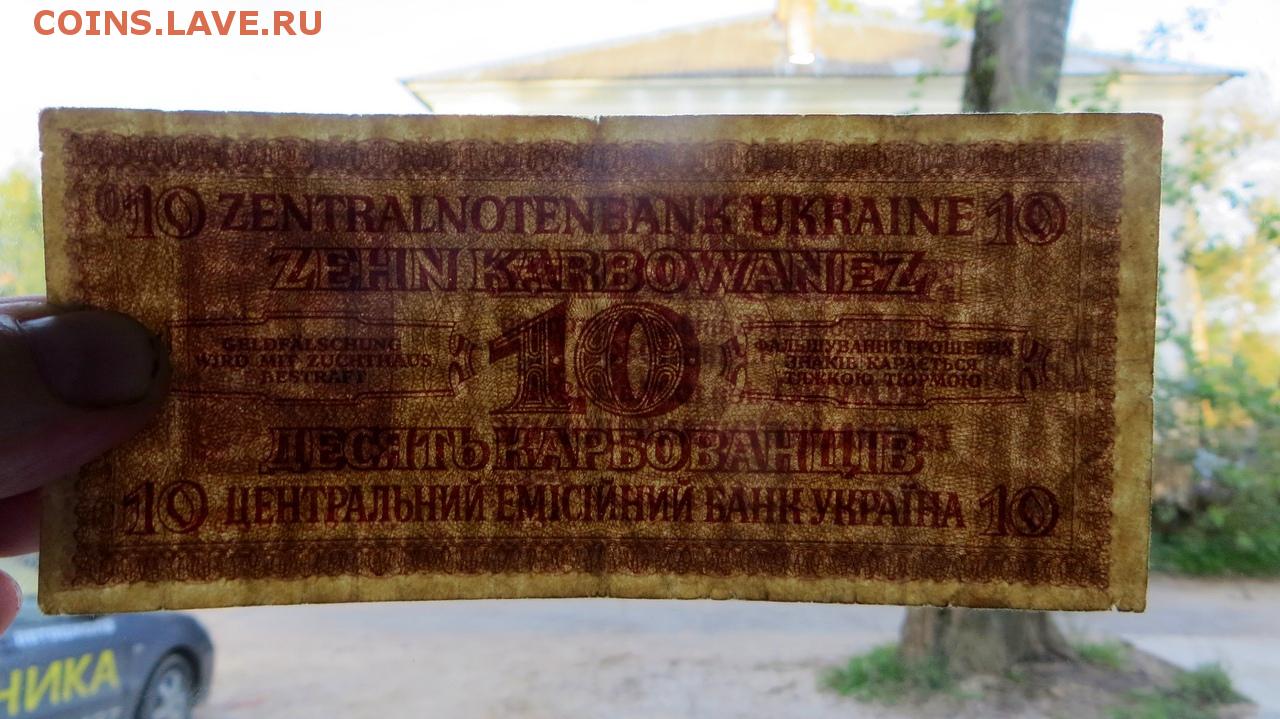 COINS.LAVE.RU
10 ZENTRALNOTENBANK UKRAINE 10
ZEHN KARBOWANEZ
GELDFÄLSCHUNG
WIRD MIT ZUCHTHAUS
BESTRAFT
10
ФАЛЬШУВАННЯ ГРОШЕВИХ
ЗНАКІВ КАРАЄТЬСЯ
ТЯЖКОЮ ТЮРМОЮ
ДЕСЯТЬ КАРБОВАНЦІВ
10 ЦЕНТРАЛЬНИЙ ЕМІСІЙНИЙ БАНК УКРАЇНА 10
НИКА